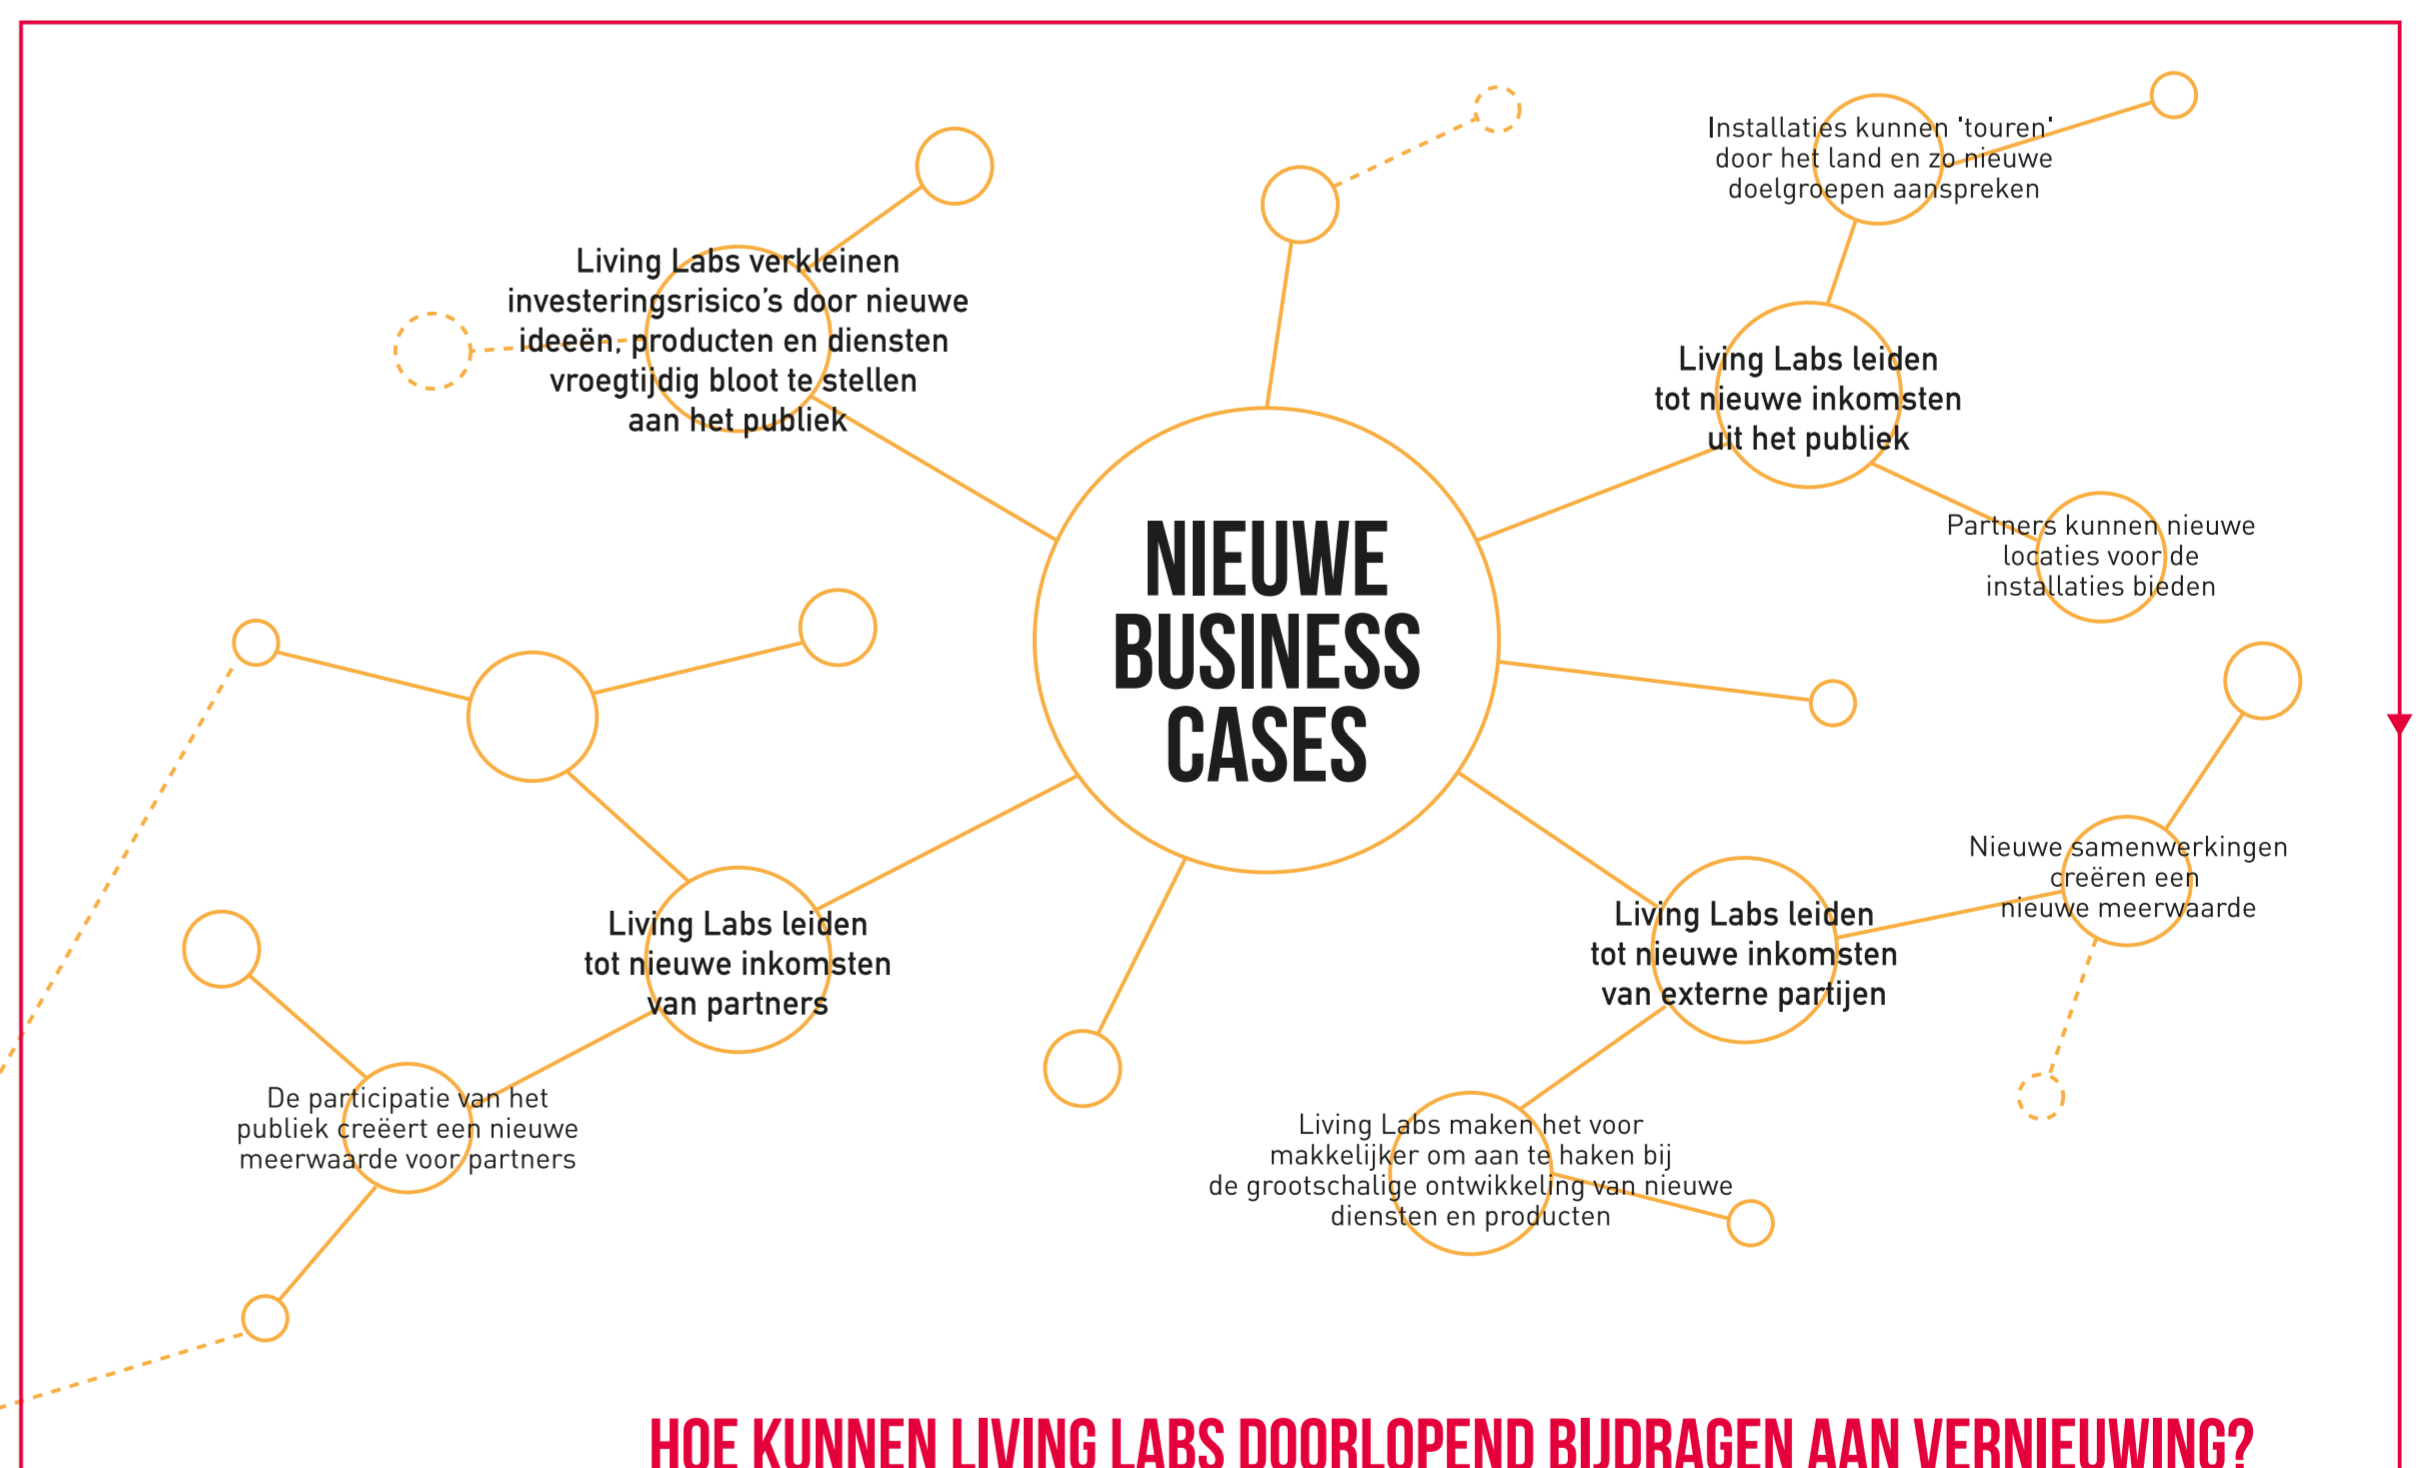 Living Labs verkleinen
investeringsrisico’s door nieuwe
ideeën, producten en diensten
vroegtijdig bloot te stellen
aan het publiek
Installaties kunnen 'touren'
door het land en zo nieuwe
doelgroepen aanspreken
Living Labs leiden
tot nieuwe inkomsten
uit het publiek
Partners kunnen nieuwe
locaties voor de
installaties bieden
NIEUWE
BUSINESS
CASES
Living Labs leiden
tot nieuwe inkomsten
van partners
De participatie van het
publiek creëert een nieuwe
meerwaarde voor partners
Living Labs leiden
tot nieuwe inkomsten
van externe partijen
Nieuwe samenwerkingen
creëren een
nieuwe meerwaarde
Living Labs maken het voor
makkelijker om aan te haken bij
de grootschalige ontwikkeling van nieuwe
diensten en producten
HOE KUNNEN LIVING LABS DOORLOPEND BIJDRAGEN AAN VERNIEUWING?